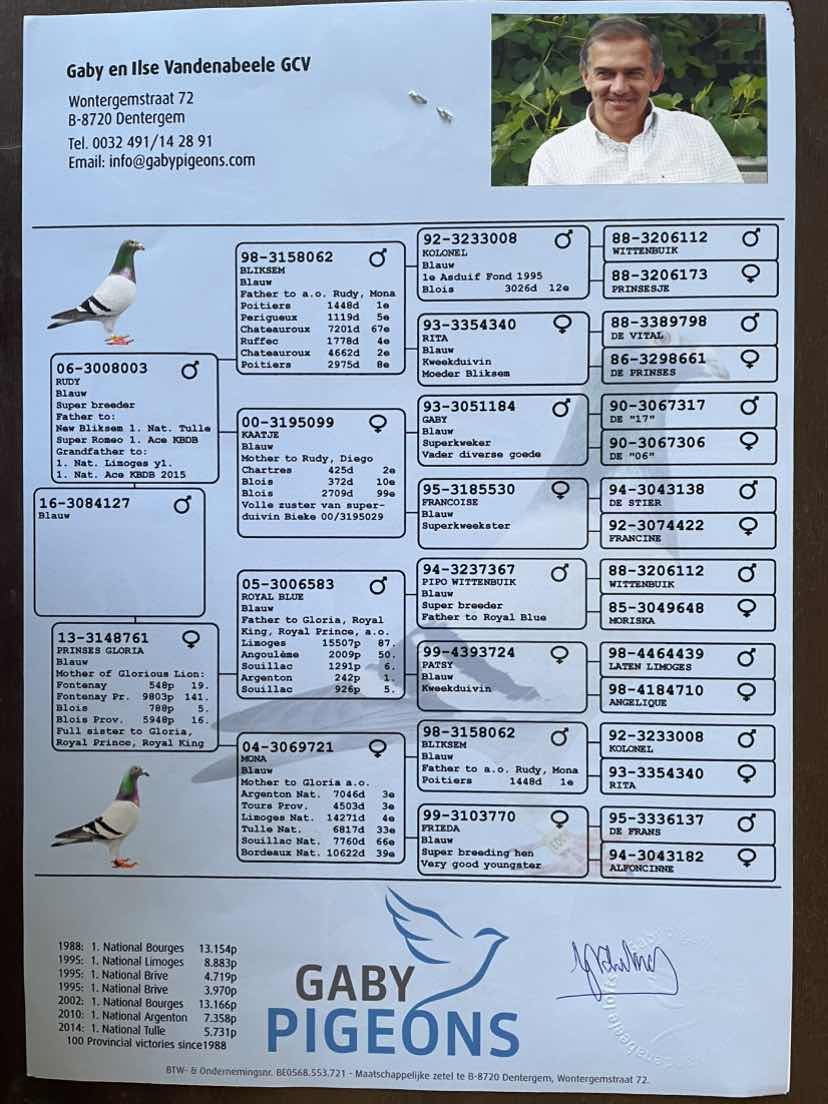 Gaby en Ilse Vandenabeele GCV
Wontergemstraat 72
B-8720 Dentergem
Tel. 0032 491/14 28 91
Email: info@gabypigeons.com
16-3084127 ♂
Blauw
06-3008003 ♂
RUDY
Blauw
Super breeder
Father to:
New Bliksem 1. Nat. Tulle
Super Romeo 1. Ace KBDB
Grandfather to:
1. Nat. Limoges y1.
1. Nat. Ace KBDB 2015
13-3148761 ♀
PRINSES GLORIA
Blauw
Mother of Glorious Lion:
Fontenay 548p 19.
Fontenay Pr. 9803p 141.
Blois 788p 5.
Blois Prov. 5948p 16.
Full sister to Gloria,
Royal Prince, Royal King
98-3158062 ♂
BLIKSEM
Blauw
Father to a.o. Rudy, Mona
Poitiers 1448d 1e
Perigueux 1119d 5e
Chateauroux 7201d 67e
Ruffec 1778d 4e
Chateauroux 4662d 2e
Poitiers 2975d 8e
00-3195099 ♀
KAATJE
Blauw
Mother to Rudy, Diego
Chartres 425d 2e
Blois 372d 10e
Blois 2709d 99e
Volle zuster van super-
duivin Bieke 00/3195029
05-3006583 ♂
ROYAL BLUE
Blauw
Father to Gloria, Royal
King, Royal Prince, a.o.
Limoges 15507p 87.
Angoulème 2009p 50.
Souillac 1291p 6.
Argenton 242p 1.
Souillac 926p 5.
04-3069721 ♀
MONA
Blauw
Mother to Gloria a.o.
Argenton Nat. 7046d 3e
Tours Prov. 4503d 3e
Limoges Nat. 14271d 4e
Tulle Nat. 6817d 33e
Souillac Nat. 7760d 66e
Bordeaux Nat. 10622d 39e
92-3233008 ♂
KOLONEL
Blauw
1e Asduif Fond 1995
Blois 3026d 12e
93-3354340 ♀
RITA
Blauw
Kweekduivin
Moeder Bliksem
93-3051184 ♂
GABY
Blauw
Superkweker
Vader diverse goede
95-3185530 ♀
FRANCOISE
Blauw
Superkweekster
94-3237367 ♂
PIPO WITTENBUIK
Blauw
Super breeder
Father to Royal Blue
99-4393724 ♀
PATSY
Blauw
Kweekduivin
98-3158062 ♂
BLIKSEM
Blauw
Father to a.o. Rudy, Mona
Poitiers 1448d 1e
99-3103770 ♀
FRIEDA
Blauw
Super breeding hen
Very good youngster
88-3206112 ♂
WITTENBUIK
88-3206173 ♀
PRINSESJE
88-3389798 ♂
DE VITAL
86-3298661 ♀
DE PRINSES
90-3067317 ♂
DE "17"
90-3067306 ♀
DE "06"
94-3043138 ♂
DE STIER
92-3074422 ♀
FRANCINE
88-3206112 ♂
WITTENBUIK
85-3049648 ♀
MORISKA
98-4464439 ♂
LATEN LIMOGES
98-4184710 ♀
ANGELIQUE
92-3233008 ♂
KOLONEL
93-3354340 ♀
RITA
95-3336137 ♂
DE FRANS
94-3043182 ♀
ALFONCINNE
1988: 1. National Bourges 13.154p
1995: 1. National Limoges 8.883p
1995: 1. National Brive 4.719p
1995: 1. National Brive 3.970p
2002: 1. National Bourges 13.166p
2010: 1. National Argenton 7.358p
2014: 1. National Tulle 5.731p
100 Provincial victories since1988
GABY
PIGEONS
BTW- & Ondernemingsnr. BE0568.553.721 - Maatschappelijke zetel te B-8720 Dentergem, Wontergemstraat 72.